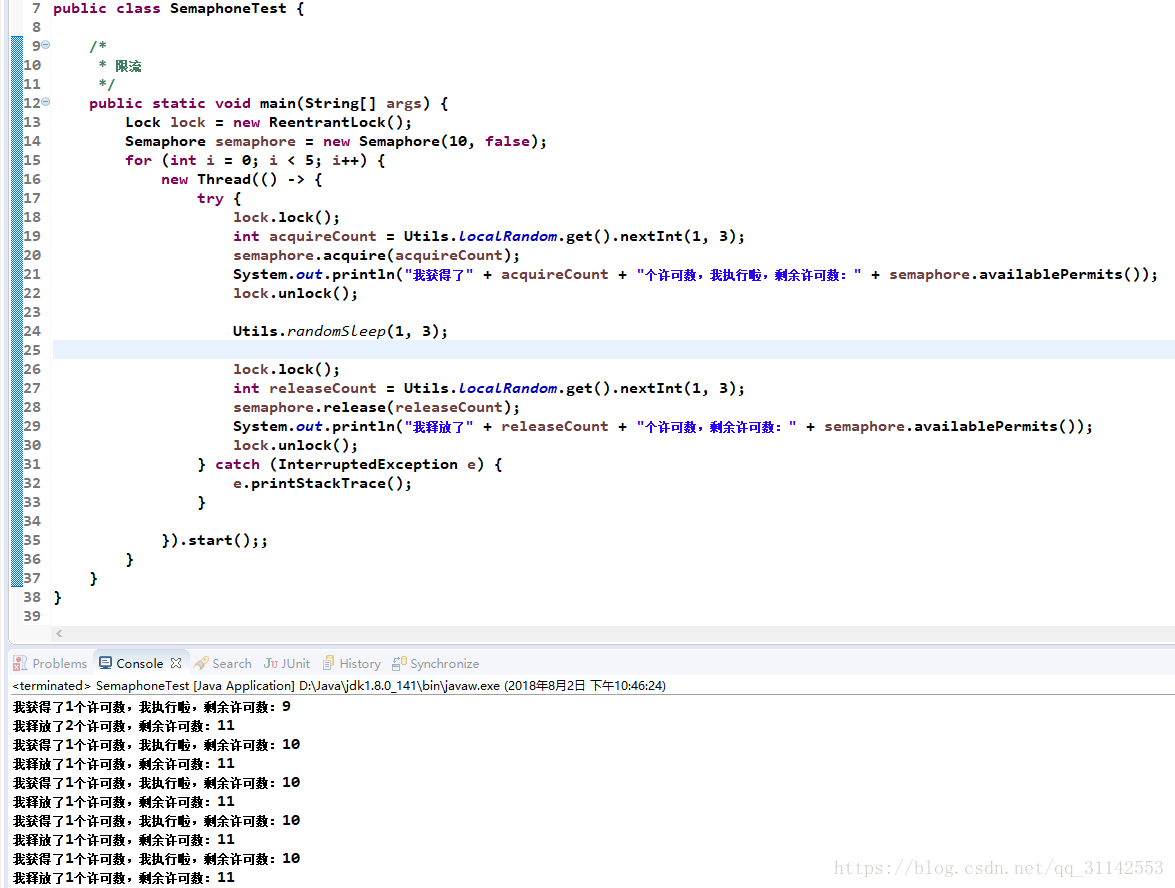 7 public class SemaphoneTest {
8
9 /*
10 * 限流
11 */
12 public static void main(String[] args) {
13 Lock lock = new ReentrantLock();
14 Semaphore semaphore = new Semaphore(10, false);
15 for (int i = 0; i < 5; i++) {
16 new Thread(() -> {
17 try {
18 lock.lock();
19 int acquireCount = Utils.localRandom.get().nextInt(1, 3);
20 semaphore.acquire(acquireCount);
21 System.out.println("我获得了" + acquireCount + "个许可数，我执行啦，剩余许可数：" + semaphore.availablePermits());
22 lock.unlock();
23
24 Utils.randomSleep(1, 3);
25
26 lock.lock();
27 int releaseCount = Utils.localRandom.get().nextInt(1, 3);
28 semaphore.release(releaseCount);
29 System.out.println("我释放了" + releaseCount + "个许可数，剩余许可数：" + semaphore.availablePermits());
30 lock.unlock();
31 } catch (InterruptedException e) {
32 e.printStackTrace();
33 }
34
35 }).start();;
36 }
37 }
38 }
39
Problems Console Search JUnit History Synchronize
<terminated> SemaphoneTest [Java Application] D:\Java\jdk1.8.0_141\bin\javaw.exe (2018年8月2日 下午10:46:24)
我获得了1个许可数，我执行啦，剩余许可数：9
我释放了2个许可数，剩余许可数：11
我获得了1个许可数，我执行啦，剩余许可数：10
我释放了1个许可数，剩余许可数：11
我获得了1个许可数，我执行啦，剩余许可数：10
我释放了1个许可数，剩余许可数：11
我获得了1个许可数，我执行啦，剩余许可数：10
我释放了1个许可数，剩余许可数：11
我获得了1个许可数，我执行啦，剩余许可数：10
我释放了1个许可数，剩余许可数：11
https://blog.csdn.net/qq_31142553